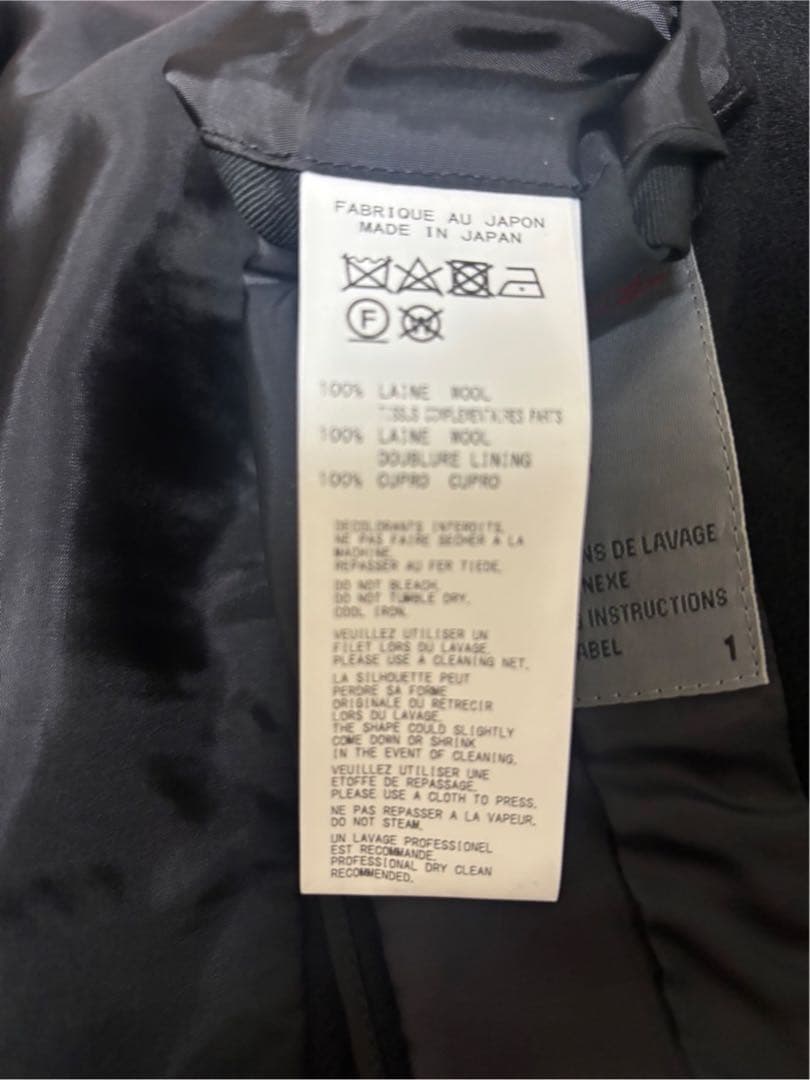 FABRIQUE AU JAPON
MADE IN JAPAN
F
W
100% LAINE WOOL
TISSUS COMPLEMENTAIRES PARTS
100% LAINE WOOL
DOUBLURE LINING
100% CUPRO CUPRO
DECOLORANTS INTERDITS.
NE PAS FAIRE SECHER A LA
MACHINE.
REPASSER AU FER TIEDE.
DO NOT BLEACH.
DO NOT TUMBLE DRY.
COOL IRON.
VEUILLEZ UTILISER UN
FILET LORS DU LAVAGE.
PLEASE USE A CLEANING NET.
LA SILHOUETTE PEUT
PERDRE SA FORME
ORIGINALE OU RETRECIR
LORS DU LAVAGE.
THE SHAPE COULD SLIGHTLY
COME DOWN OR SHRINK
IN THE EVENT OF CLEANING.
VEUILLEZ UTILISER UNE
ETOFFE DE REPASSAGE.
PLEASE USE A CLOTH TO PRESS.
NE PAS REPASSER A LA VAPEUR.
DO NOT STEAM.
UN LAVAGE PROFESSIONEL
EST RECOMMANDE.
PROFESSIONAL DRY CLEAN
RECOMMENDED.
NS DE LAVAGE
NEXE
INSTRUCTIONS
ABEL
1